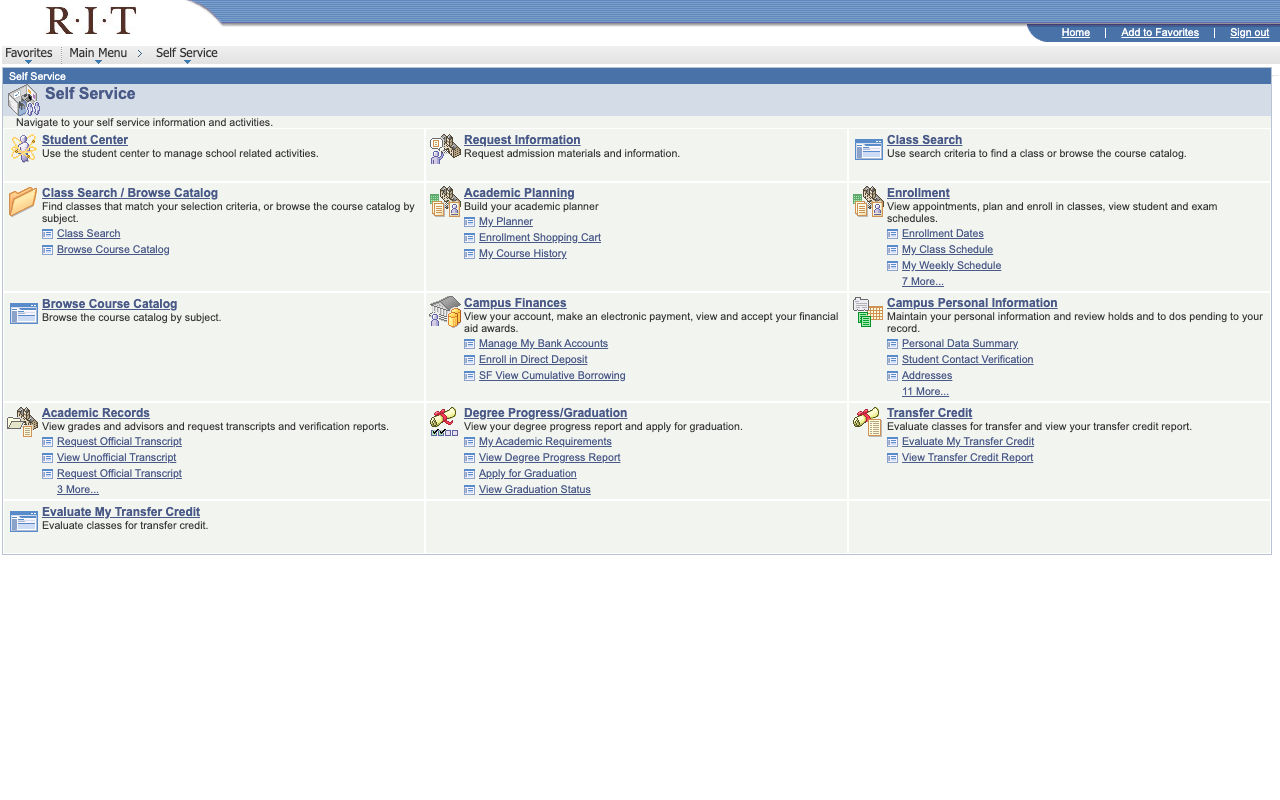 R·I·T
Home | Add to Favorites | Sign out
Favorites Main Menu > Self Service
Self Service
Self Service
Navigate to your self service information and activities.
Student Center
Use the student center to manage school related activities.
Request Information
Request admission materials and information.
Class Search
Use search criteria to find a class or browse the course catalog.
Class Search / Browse Catalog
Find classes that match your selection criteria, or browse the course catalog by
subject.
Class Search
Browse Course Catalog
Academic Planning
Build your academic planner
My Planner
Enrollment Shopping Cart
My Course History
Enrollment
View appointments, plan and enroll in classes, view student and exam
schedules.
Enrollment Dates
My Class Schedule
My Weekly Schedule
7 More...
Browse Course Catalog
Browse the course catalog by subject.
Campus Finances
View your account, make an electronic payment, view and accept your financial
aid awards.
Manage My Bank Accounts
Enroll in Direct Deposit
SF View Cumulative Borrowing
Campus Personal Information
Maintain your personal information and review holds and to dos pending to your
record.
Personal Data Summary
Student Contact Verification
Addresses
11 More...
Academic Records
View grades and advisors and request transcripts and verification reports.
Request Official Transcript
View Unofficial Transcript
Request Official Transcript
3 More...
Degree Progress/Graduation
View your degree progress report and apply for graduation.
My Academic Requirements
View Degree Progress Report
Apply for Graduation
View Graduation Status
Transfer Credit
Evaluate classes for transfer and view your transfer credit report.
Evaluate My Transfer Credit
View Transfer Credit Report
Evaluate My Transfer Credit
Evaluate classes for transfer credit.